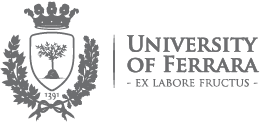 UNIVERSITY
OF FERRARA
- EX LABORE FRUCTUS -
1391